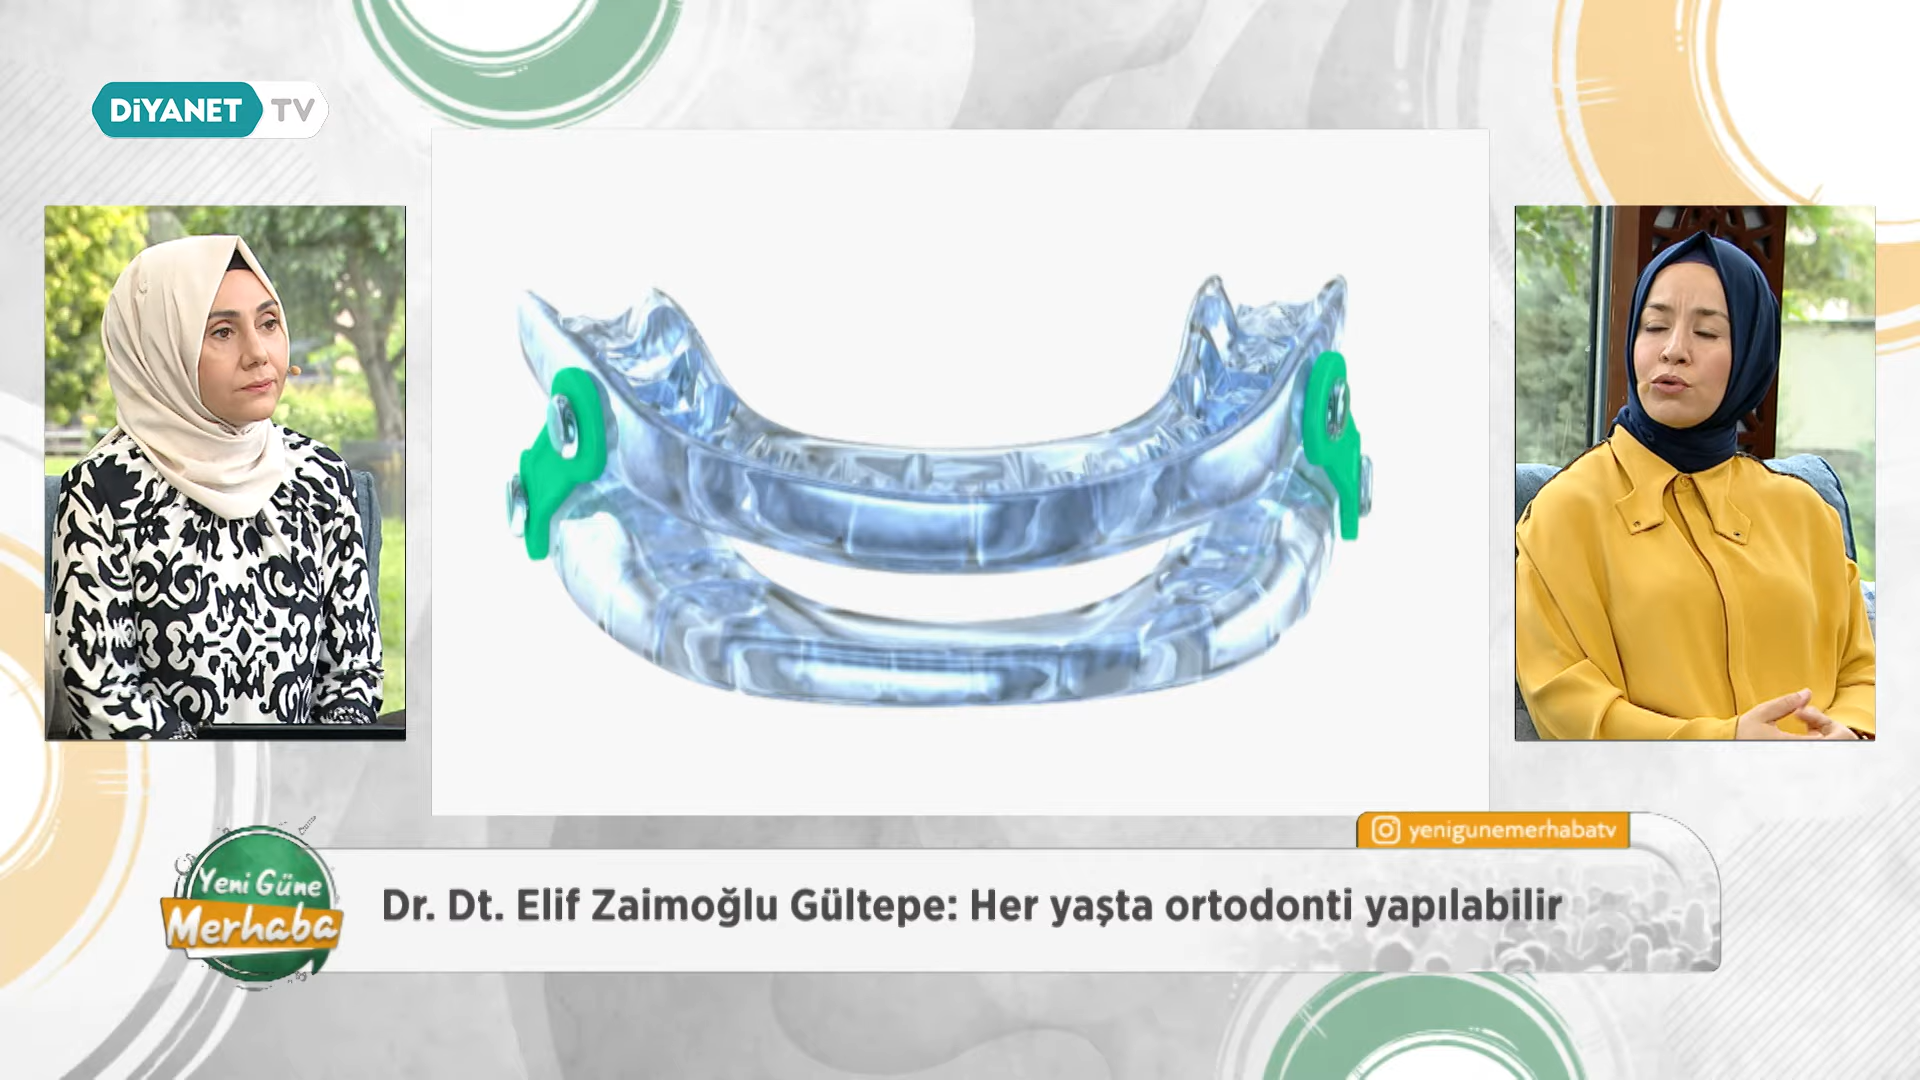 DİYANET TV
yenigunemerhabatv
Yeni Güne
Merhaba
Dr. Dt. Elif Zaimoğlu Gültepe: Her yaşta ortodonti yapılabilir